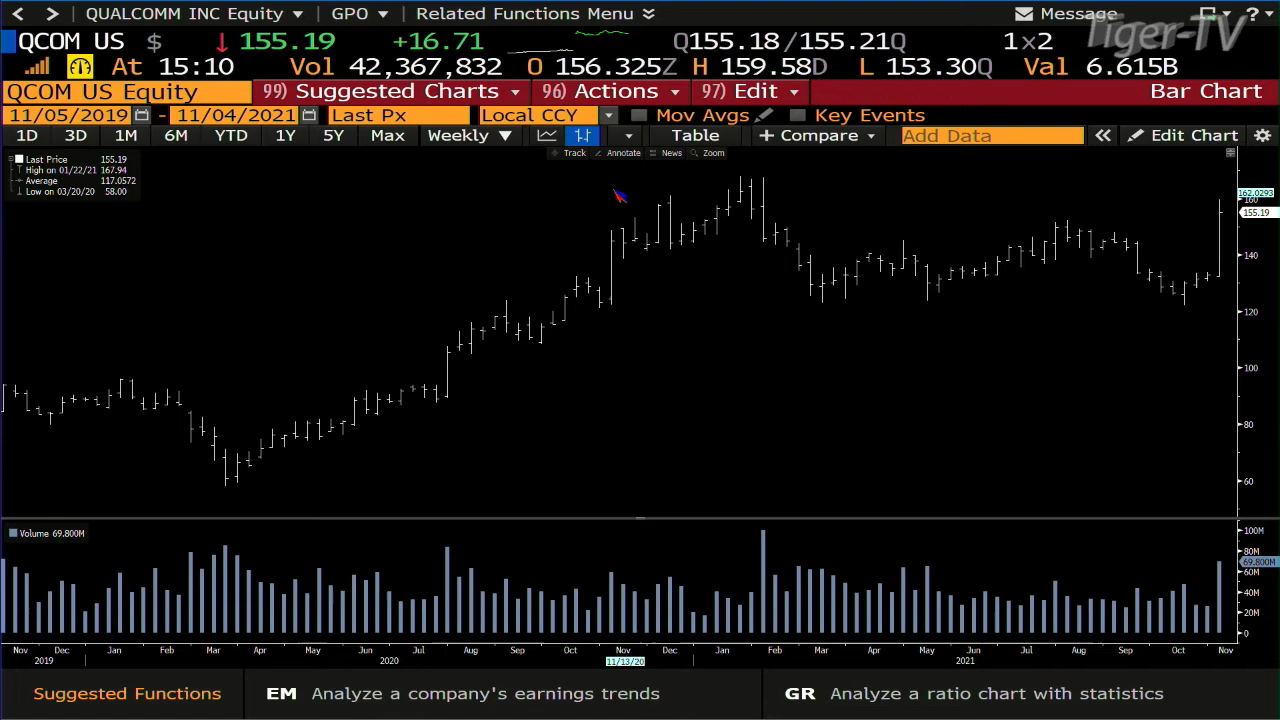 QUALCOMM INC Equity GPO Related Functions Menu Message ?
Tiger-TV
QCOM US $ ↓155.19 +16.71 Q155.18/155.21Q 1×2
At 15:10 Vol 42,367,832 O 156.325Z H 159.58D L 153.30Q Val 6.615B
QCOM US Equity 99) Suggested Charts 96) Actions 97) Edit Bar Chart
11/05/2019 - 11/04/2021 Last Px Local CCY Mov Avgs Key Events
1D 3D 1M 6M YTD 1Y 5Y Max Weekly Table + Compare Add Data Edit Chart
Track Annotate News Zoom
Last Price 155.19
High on 01/22/21 167.94
Average 117.0572
Low on 03/20/20 58.00
162.0293
160
155.19
140
120
100
80
60
Volume 69.800M
100M
80M
69.800M
60M
40M
20M
0
Nov Dec Jan Feb Mar Apr May Jun Jul Aug Sep Oct Nov Dec Jan Feb Mar Apr May Jun Jul Aug Sep Oct Nov
2019 2020 11/13/20 2021
Suggested Functions EM Analyze a company's earnings trends GR Analyze a ratio chart with statistics